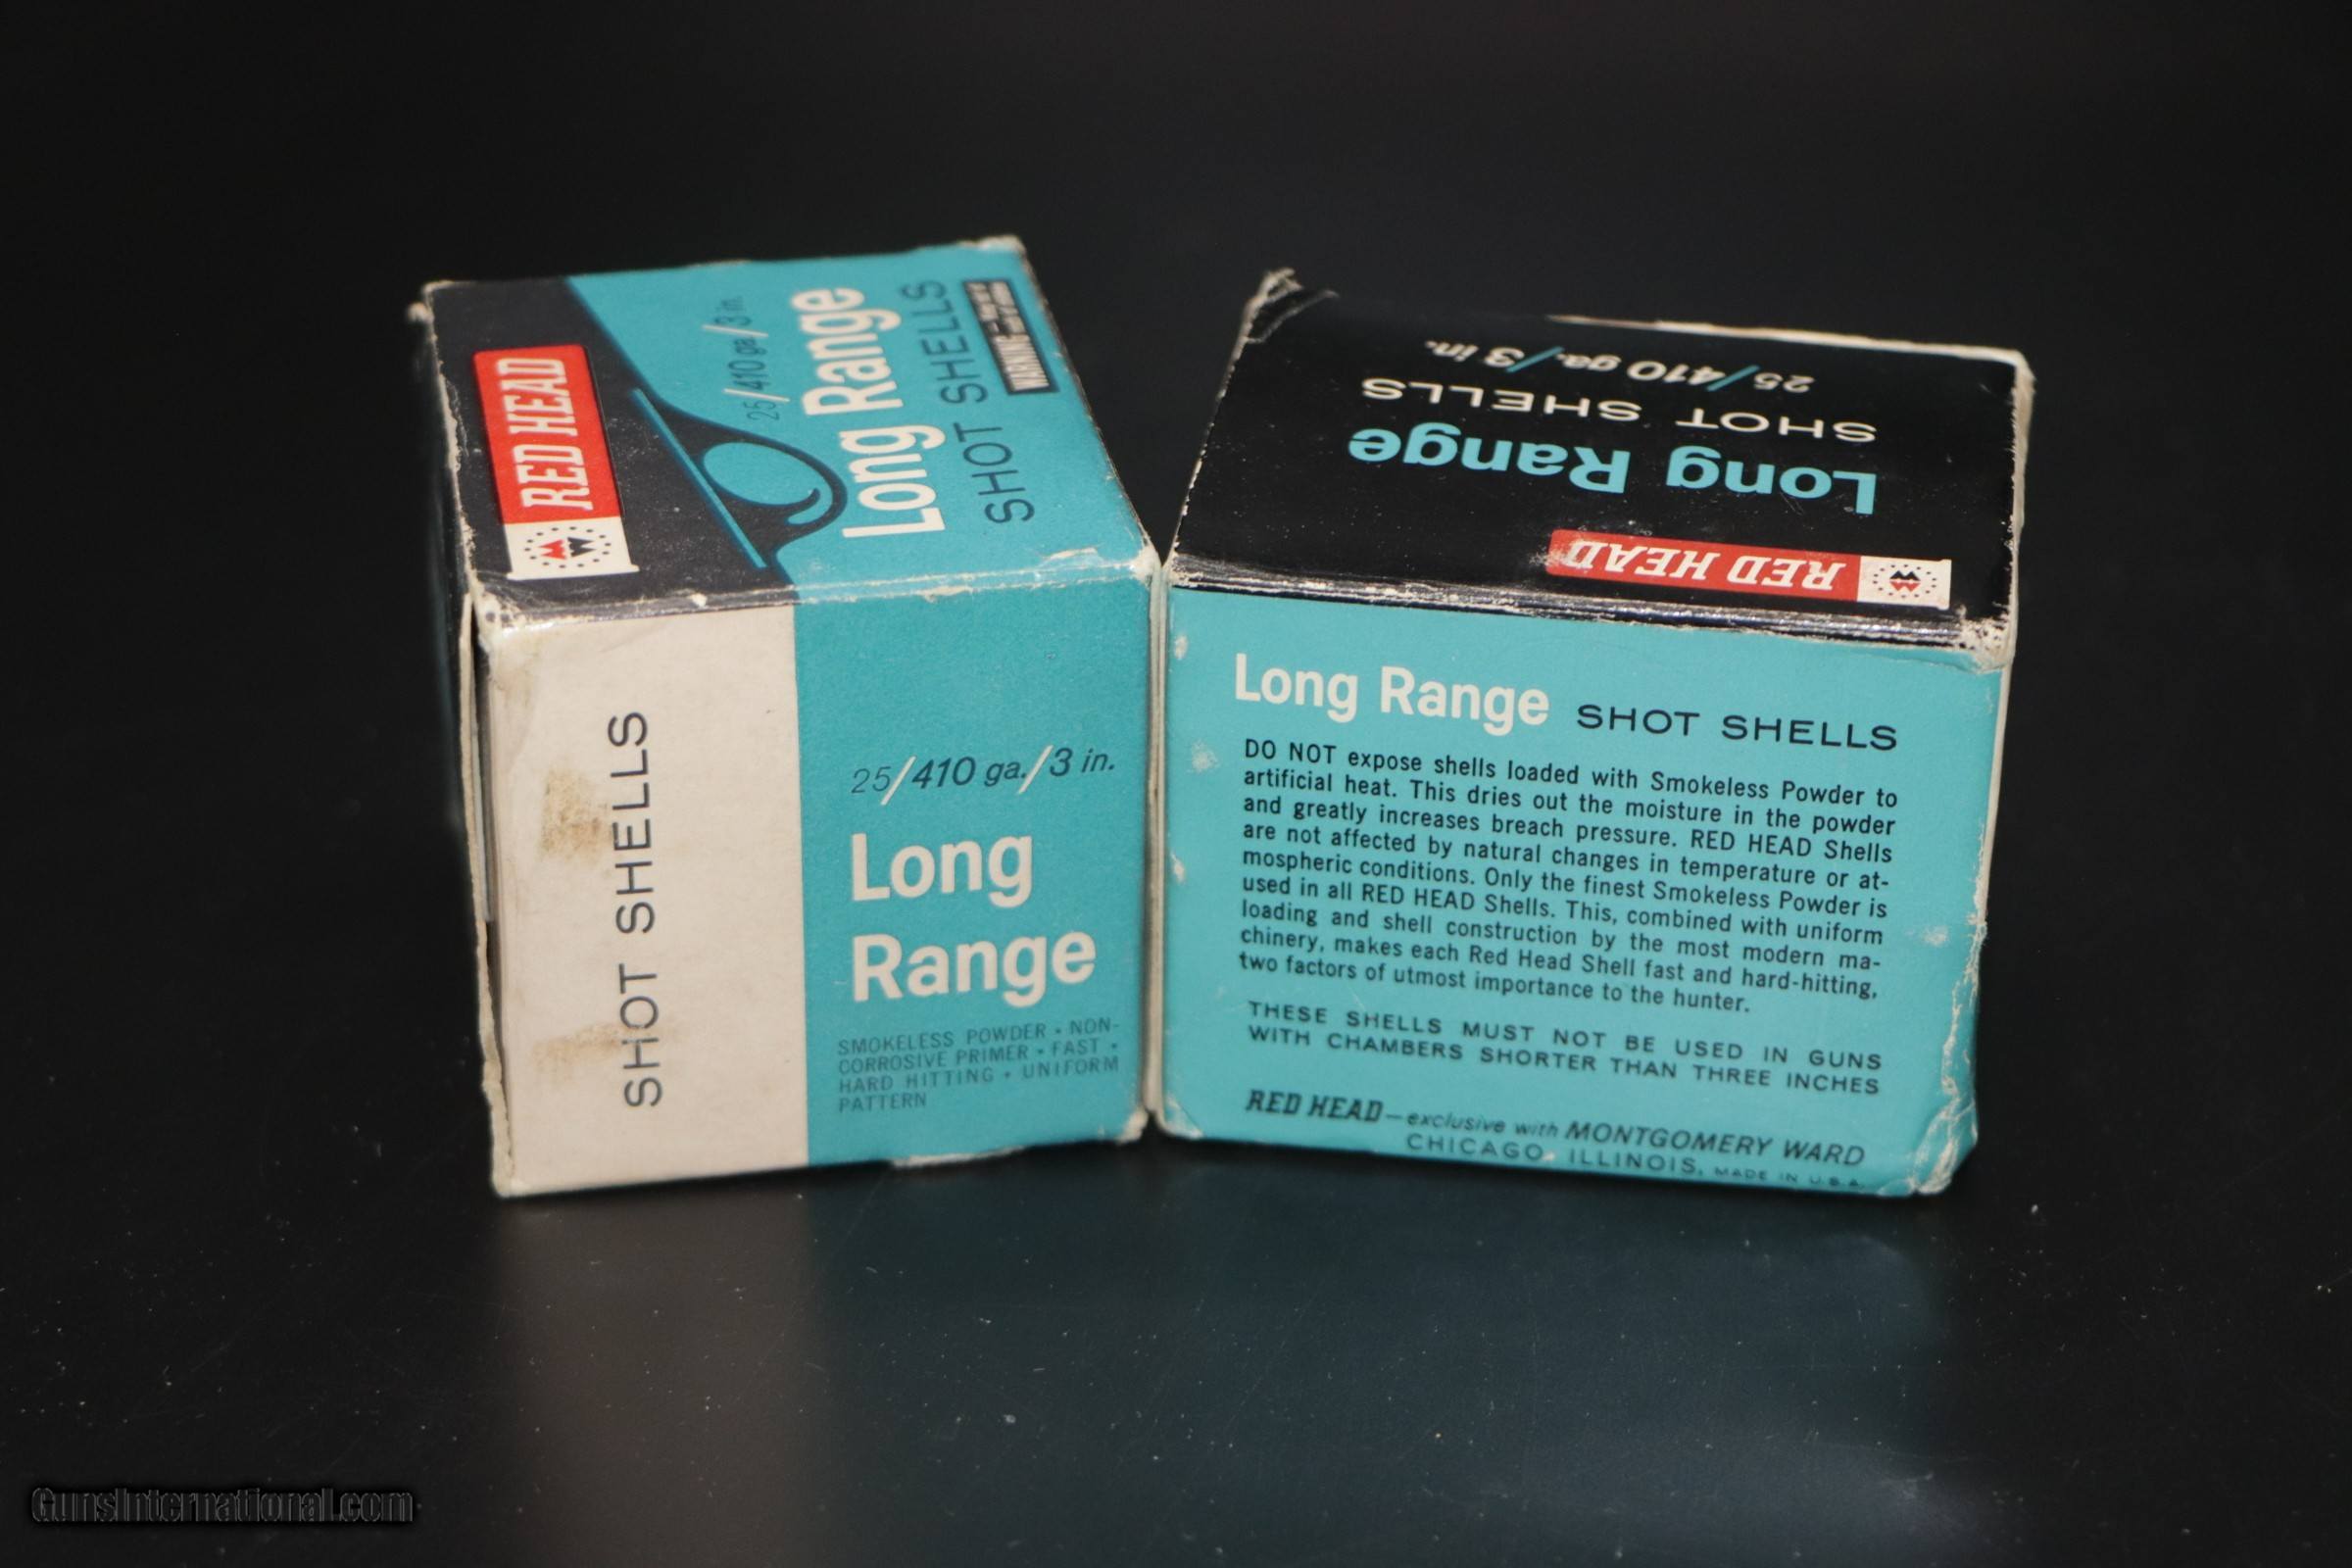 RED HEAD
MW
25/410 ga/3 in.
Long Range
SHOT SHELLS
WARNING
SHOT SHELLS
25/410 ga./3 in.
Long
Range
SMOKELESS POWDER • NON-
CORROSIVE PRIMER • FAST •
HARD HITTING • UNIFORM
PATTERN
RED HEAD
MW
Long Range
SHOT SHELLS
25/410 ga./3 in.
Long Range SHOT SHELLS
DO NOT expose shells loaded with Smokeless Powder to
artificial heat. This dries out the moisture in the powder
and greatly increases breach pressure. RED HEAD Shells
are not affected by natural changes in temperature or at-
mospheric conditions. Only the finest Smokeless Powder is
used in all RED HEAD Shells. This, combined with uniform
loading and shell construction by the most modern ma-
chinery, makes each Red Head Shell fast and hard-hitting,
two factors of utmost importance to the hunter.
THESE SHELLS MUST NOT BE USED IN GUNS
WITH CHAMBERS SHORTER THAN THREE INCHES
RED HEAD—exclusive with MONTGOMERY WARD
CHICAGO, ILLINOIS, MADE IN U.S.A.
GunsInternational.com